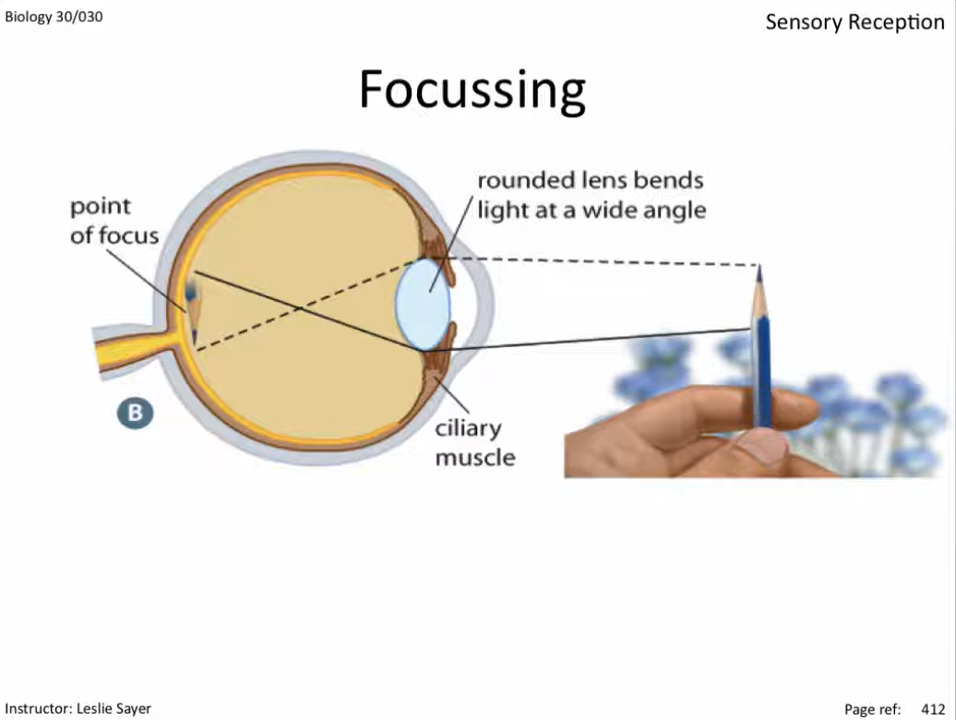 Biology 30/030
Sensory Reception
Focussing
rounded lens bends
light at a wide angle
point
of focus
B
ciliary
muscle
Instructor: Leslie Sayer
Page ref: 412